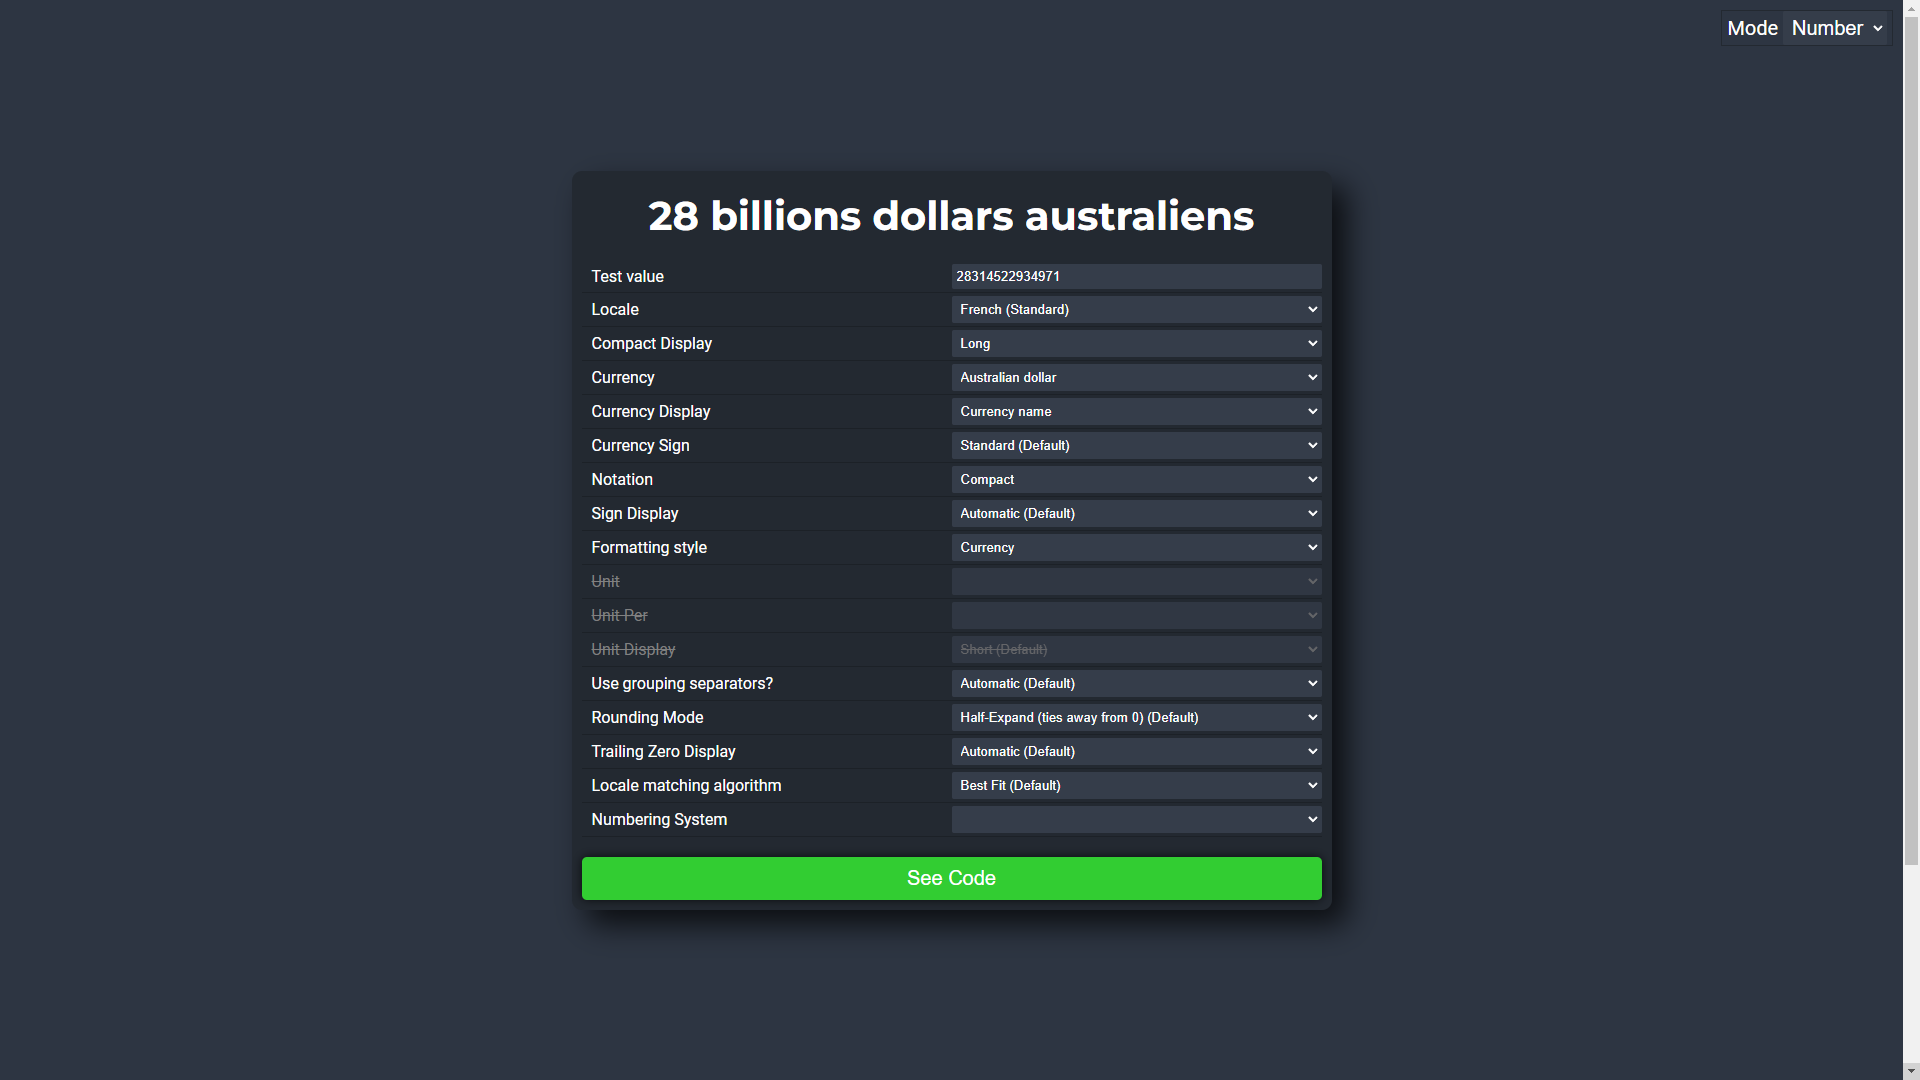 Mode Number
28 billions dollars australiens
Test value 28314522934971
Locale French (Standard)
Compact Display Long
Currency Australian dollar
Currency Display Currency name
Currency Sign Standard (Default)
Notation Compact
Sign Display Automatic (Default)
Formatting style Currency
Unit
Unit Per
Unit Display Short (Default)
Use grouping separators? Automatic (Default)
Rounding Mode Half-Expand (ties away from 0) (Default)
Trailing Zero Display Automatic (Default)
Locale matching algorithm Best Fit (Default)
Numbering System
See Code